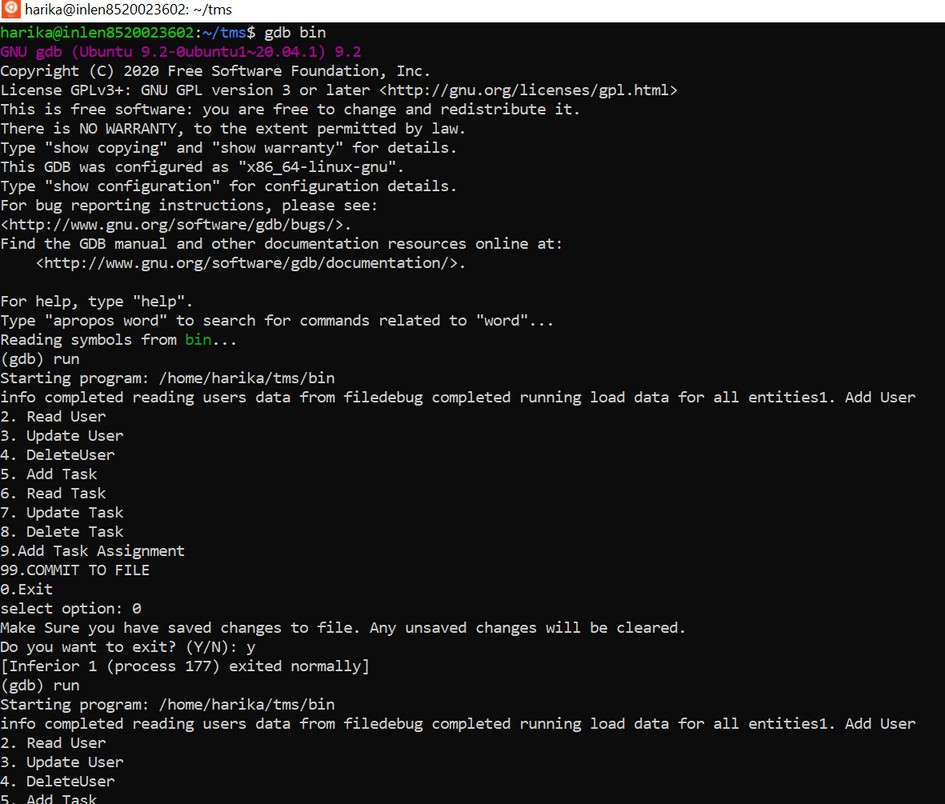 harika@inlen8520023602: ~/tms
harika@inlen8520023602:~/tms$ gdb bin
GNU gdb (Ubuntu 9.2-0ubuntu1~20.04.1) 9.2
Copyright (C) 2020 Free Software Foundation, Inc.
License GPLv3+: GNU GPL version 3 or later <http://gnu.org/licenses/gpl.html>
This is free software: you are free to change and redistribute it.
There is NO WARRANTY, to the extent permitted by law.
Type "show copying" and "show warranty" for details.
This GDB was configured as "x86_64-linux-gnu".
Type "show configuration" for configuration details.
For bug reporting instructions, please see:
<http://www.gnu.org/software/gdb/bugs/>.
Find the GDB manual and other documentation resources online at:
    <http://www.gnu.org/software/gdb/documentation/>.

For help, type "help".
Type "apropos word" to search for commands related to "word"...
Reading symbols from bin...
(gdb) run
Starting program: /home/harika/tms/bin
info completed reading users data from filedebug completed running load data for all entities1. Add User
2. Read User
3. Update User
4. DeleteUser
5. Add Task
6. Read Task
7. Update Task
8. Delete Task
9.Add Task Assignment
99.COMMIT TO FILE
0.Exit
select option: 0
Make Sure you have saved changes to file. Any unsaved changes will be cleared.
Do you want to exit? (Y/N): y
[Inferior 1 (process 177) exited normally]
(gdb) run
Starting program: /home/harika/tms/bin
info completed reading users data from filedebug completed running load data for all entities1. Add User
2. Read User
3. Update User
4. DeleteUser
5. Add Task